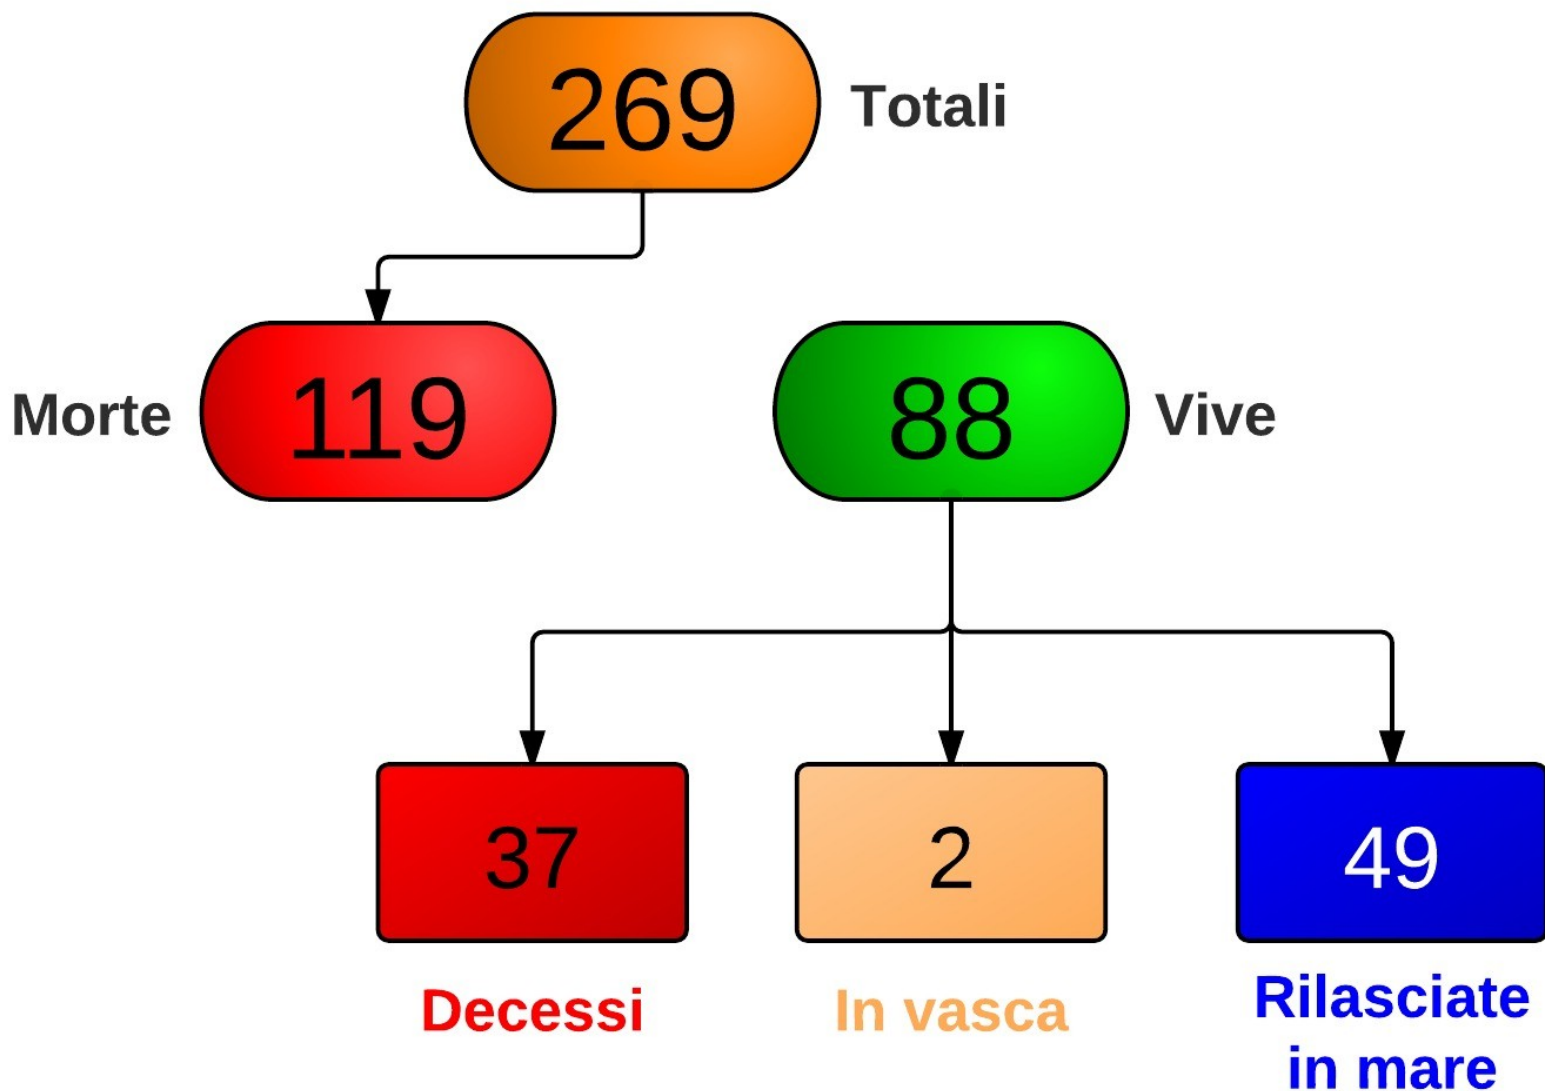 269
Totali
Morte
119
88
Vive
37
2
49
Decessi
In vasca
Rilasciate
in mare